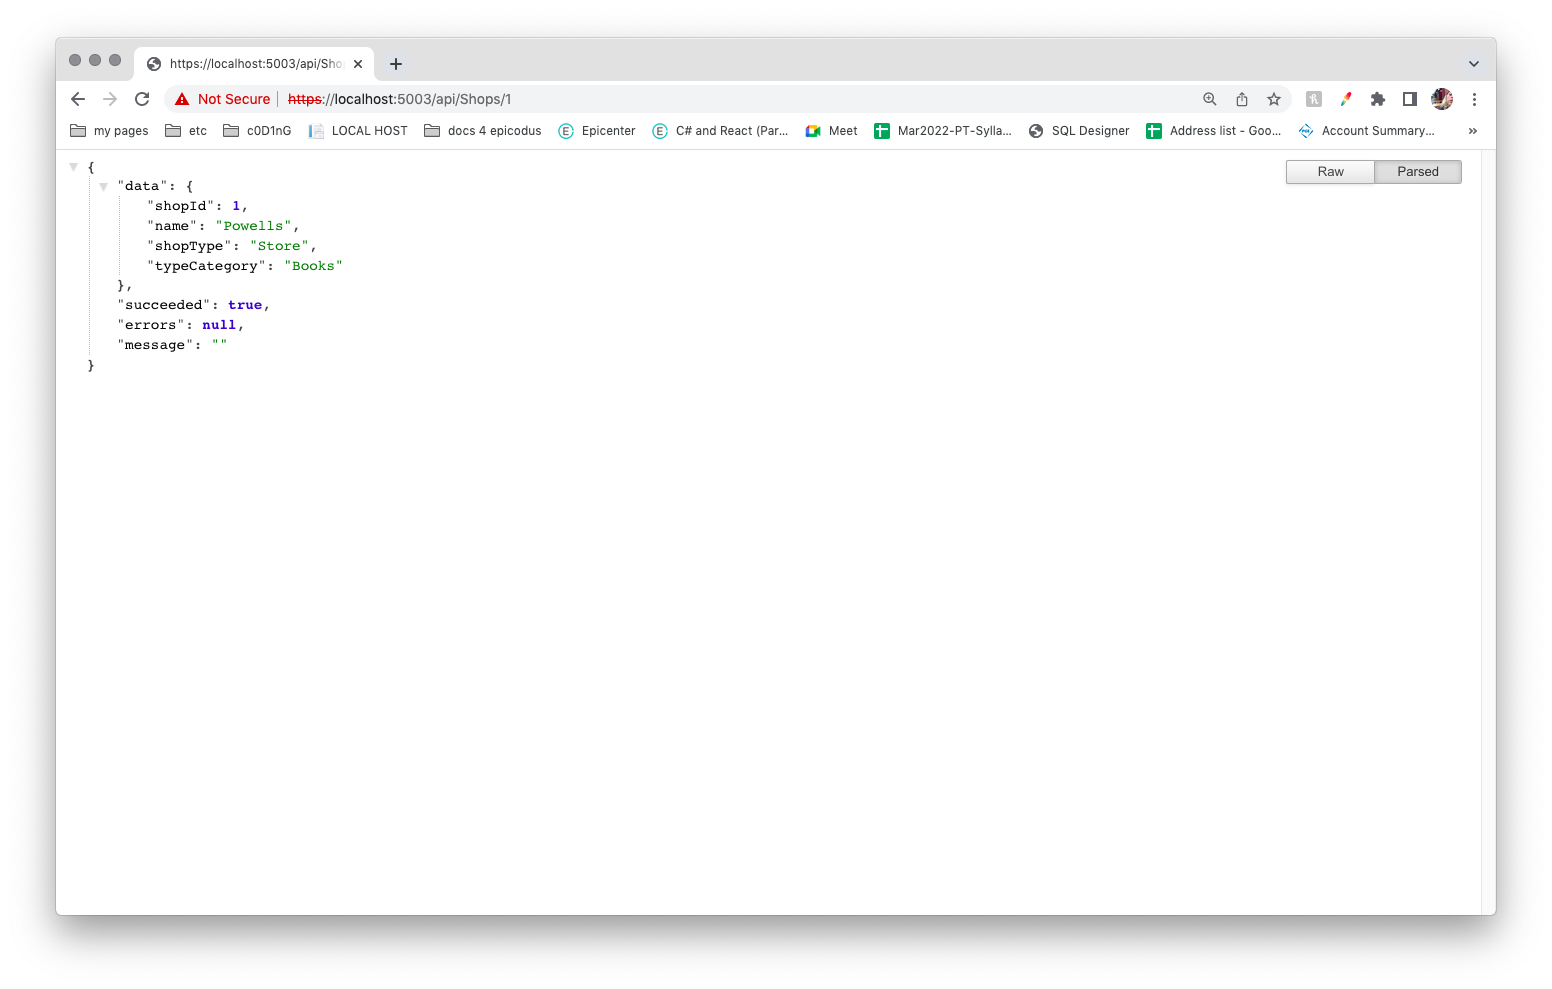 https://localhost:5003/api/Sho
Not Secure https://localhost:5003/api/Shops/1
my pages etc c0D1nG LOCAL HOST docs 4 epicodus Epicenter C# and React (Par... Meet Mar2022-PT-Sylla... SQL Designer Address list - Goo... Account Summary... »
Raw Parsed
{
"data": {
"shopId": 1,
"name": "Powells",
"shopType": "Store",
"typeCategory": "Books"
},
"succeeded": true,
"errors": null,
"message": ""
}